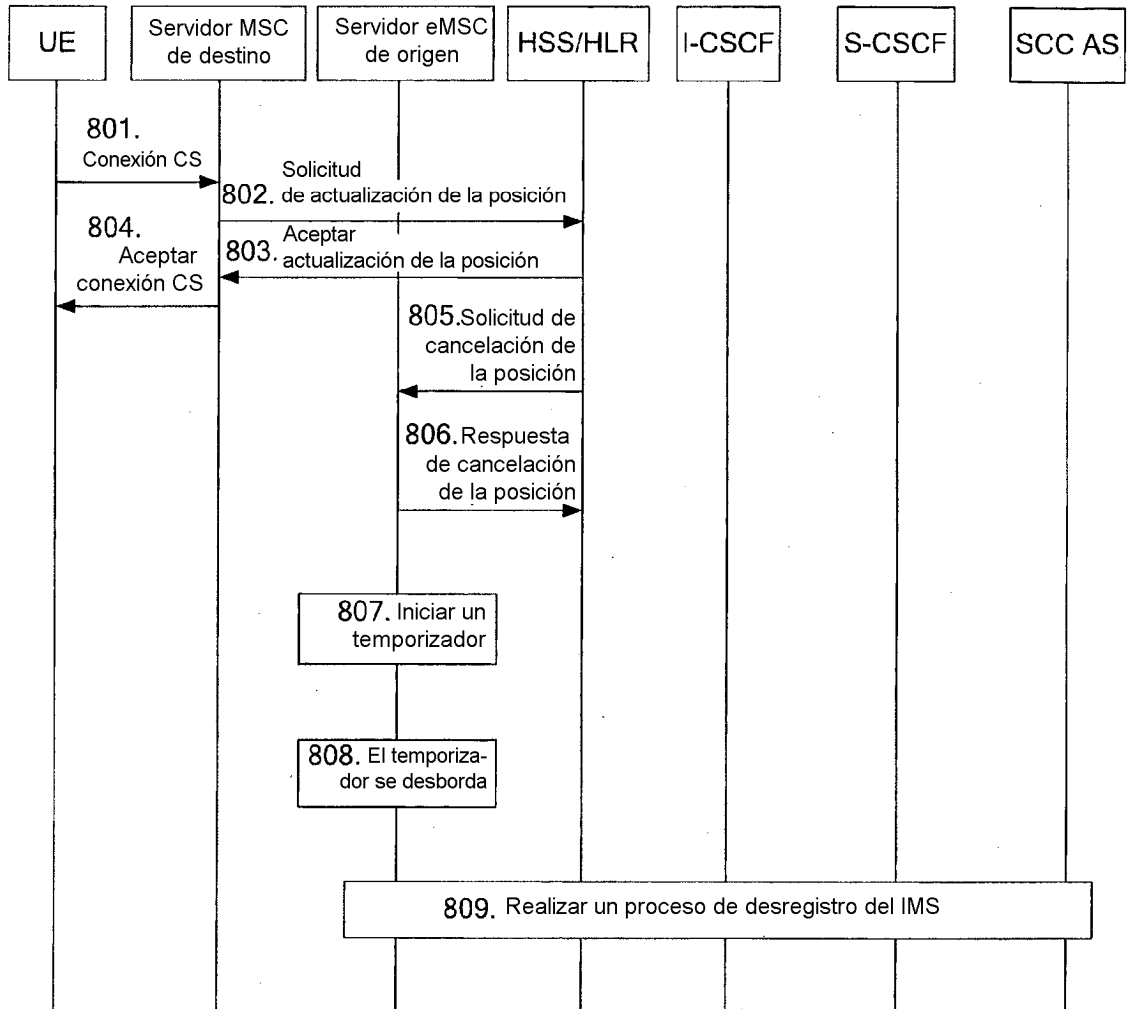 UE
Servidor MSC
de destino
Servidor eMSC
de origen
HSS/HLR
I-CSCF
S-CSCF
SCC AS
801.
Conexión CS
Solicitud
802. de actualización de la posición
804.
Aceptar
conexión CS
Aceptar
803. actualización de la posición
805. Solicitud de
cancelación de
la posición
806. Respuesta
de cancelación
de la posición
807. Iniciar un
temporizador
808. El temporiza-
dor se desborda
809. Realizar un proceso de desregistro del IMS